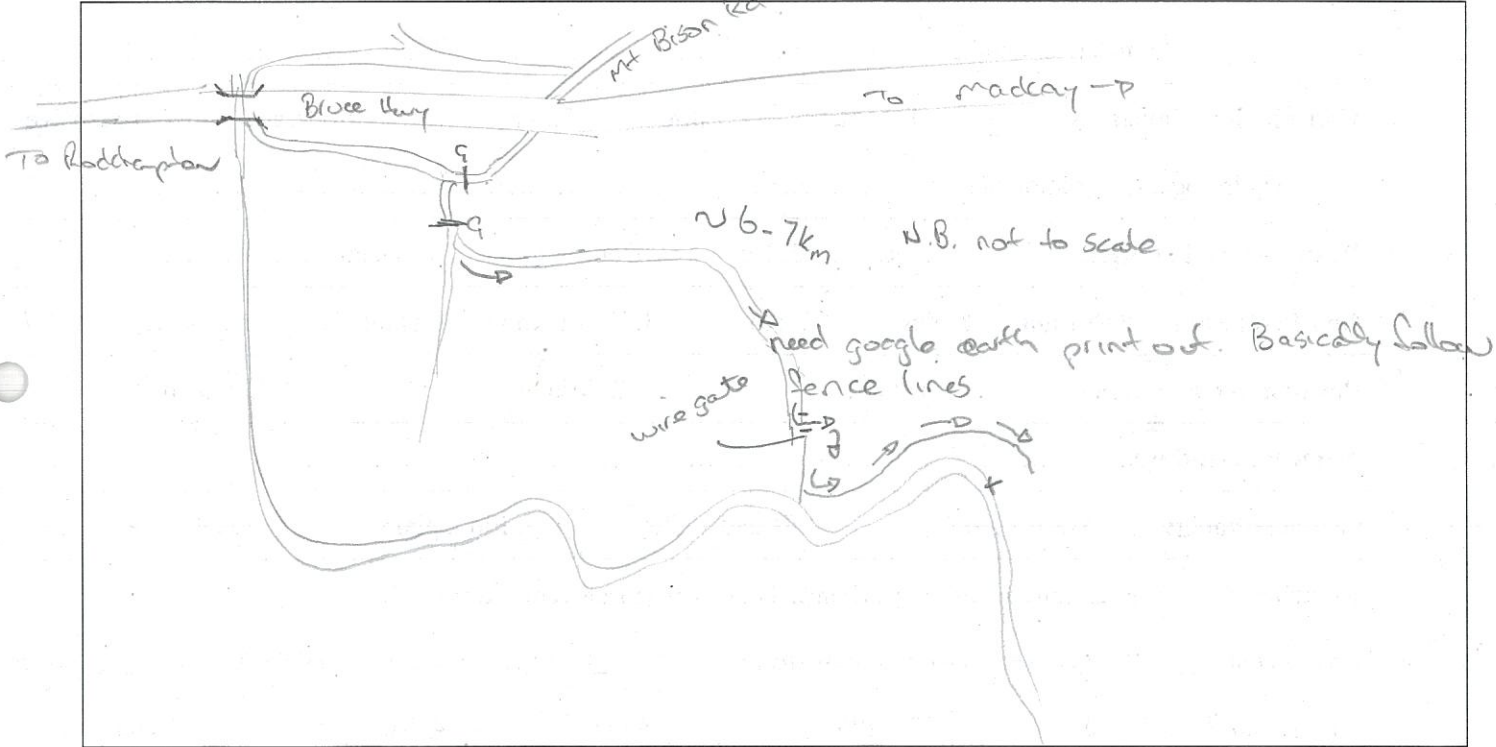 Mt Bison Rd
Bruce Hwy
To Mackay
To Rockhampton
G
G
~ 6-7km
N.B. not to scale.
need google earth print out. Basically follow
fence lines
wire gate